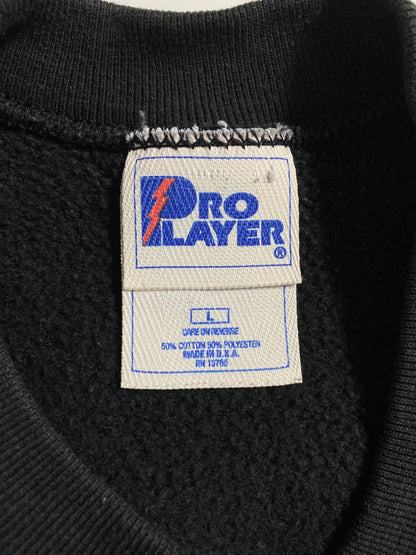 PRO
PLAYER
®
L
CARE ON REVERSE
50% COTTON 50% POLYESTER
MADE IN U.S.A.
RN 13765